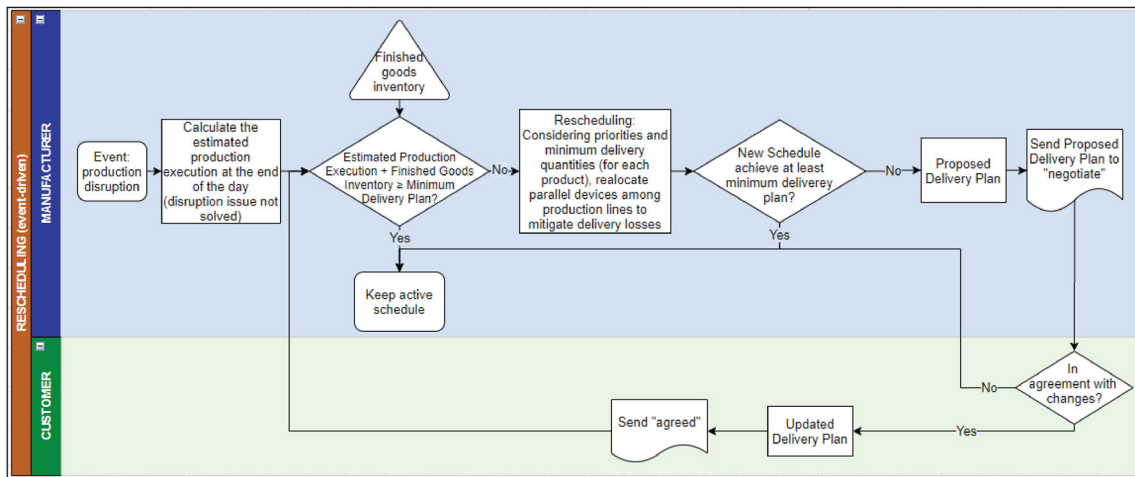 RESCHEDULING (event-driven)
MANUFACTURER
Event:
production
disruption
Calculate the
estimated
production
execution at the end
of the day
(disruption issue not
solved)
Finished
goods
inventory
Estimated Production
Execution + Finished Goods
Inventory ≥ Minimum
Delivery Plan?
No
Yes
Keep active
schedule
Rescheduling:
Considering priorities and
minimum delivery
quantities (for each
product), realocate
parallel devices among
production lines to
mitigate delivery losses
New Schedule
achieve at least
minimum deliverey
plan?
No
Yes
Proposed
Delivery Plan
Send Proposed
Delivery Plan to
"negotiate"
CUSTOMER
In
agreement with
changes?
No
Yes
Updated
Delivery Plan
Send "agreed"